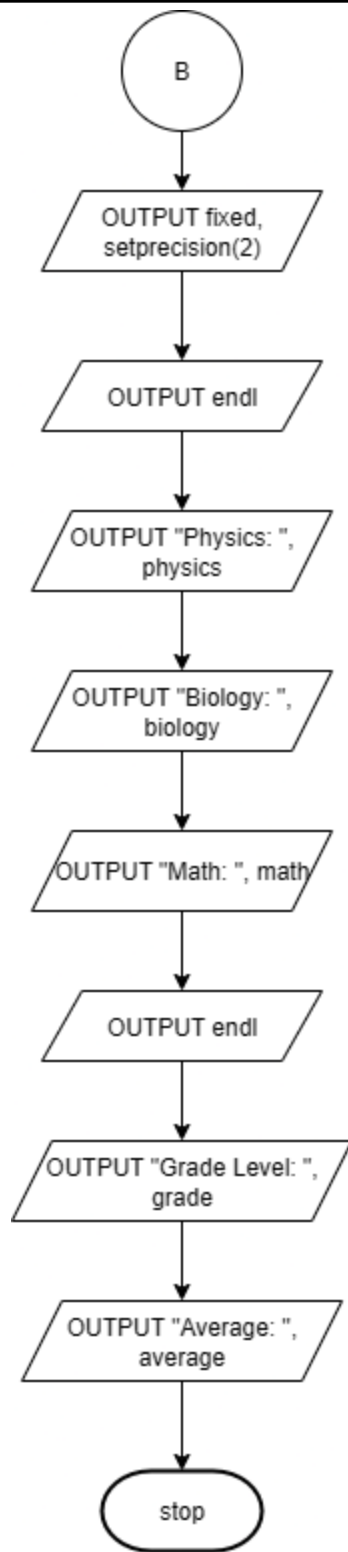 B
OUTPUT fixed,
setprecision(2)
OUTPUT endl
OUTPUT "Physics: ",
physics
OUTPUT "Biology: ",
biology
OUTPUT "Math: ", math
OUTPUT endl
OUTPUT "Grade Level: ",
grade
OUTPUT "Average: ",
average
stop